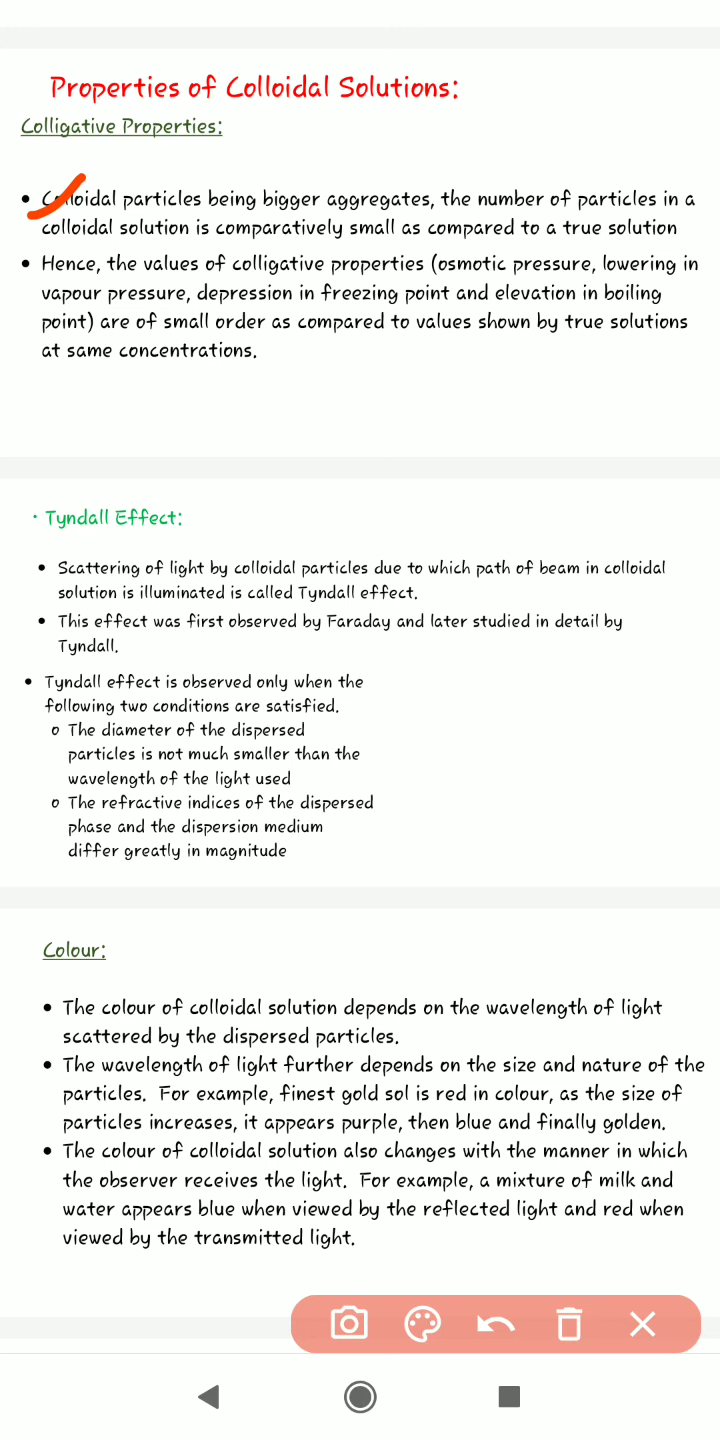 Properties of Colloidal Solutions:
Colligative Properties:
• Colloidal particles being bigger aggregates, the number of particles in a
colloidal solution is comparatively small as compared to a true solution
• Hence, the values of colligative properties (osmotic pressure, lowering in
vapour pressure, depression in freezing point and elevation in boiling
point) are of small order as compared to values shown by true solutions
at same concentrations.
· Tyndall Effect:
• Scattering of light by colloidal particles due to which path of beam in colloidal
solution is illuminated is called Tyndall effect.
• This effect was first observed by Faraday and later studied in detail by
Tyndall.
• Tyndall effect is observed only when the
following two conditions are satisfied.
o The diameter of the dispersed
particles is not much smaller than the
wavelength of the light used
o The refractive indices of the dispersed
phase and the dispersion medium
differ greatly in magnitude
Colour:
• The colour of colloidal solution depends on the wavelength of light
scattered by the dispersed particles.
• The wavelength of light further depends on the size and nature of the
particles. For example, finest gold sol is red in colour, as the size of
particles increases, it appears purple, then blue and finally golden.
• The colour of colloidal solution also changes with the manner in which
the observer receives the light. For example, a mixture of milk and
water appears blue when viewed by the reflected light and red when
viewed by the transmitted light.